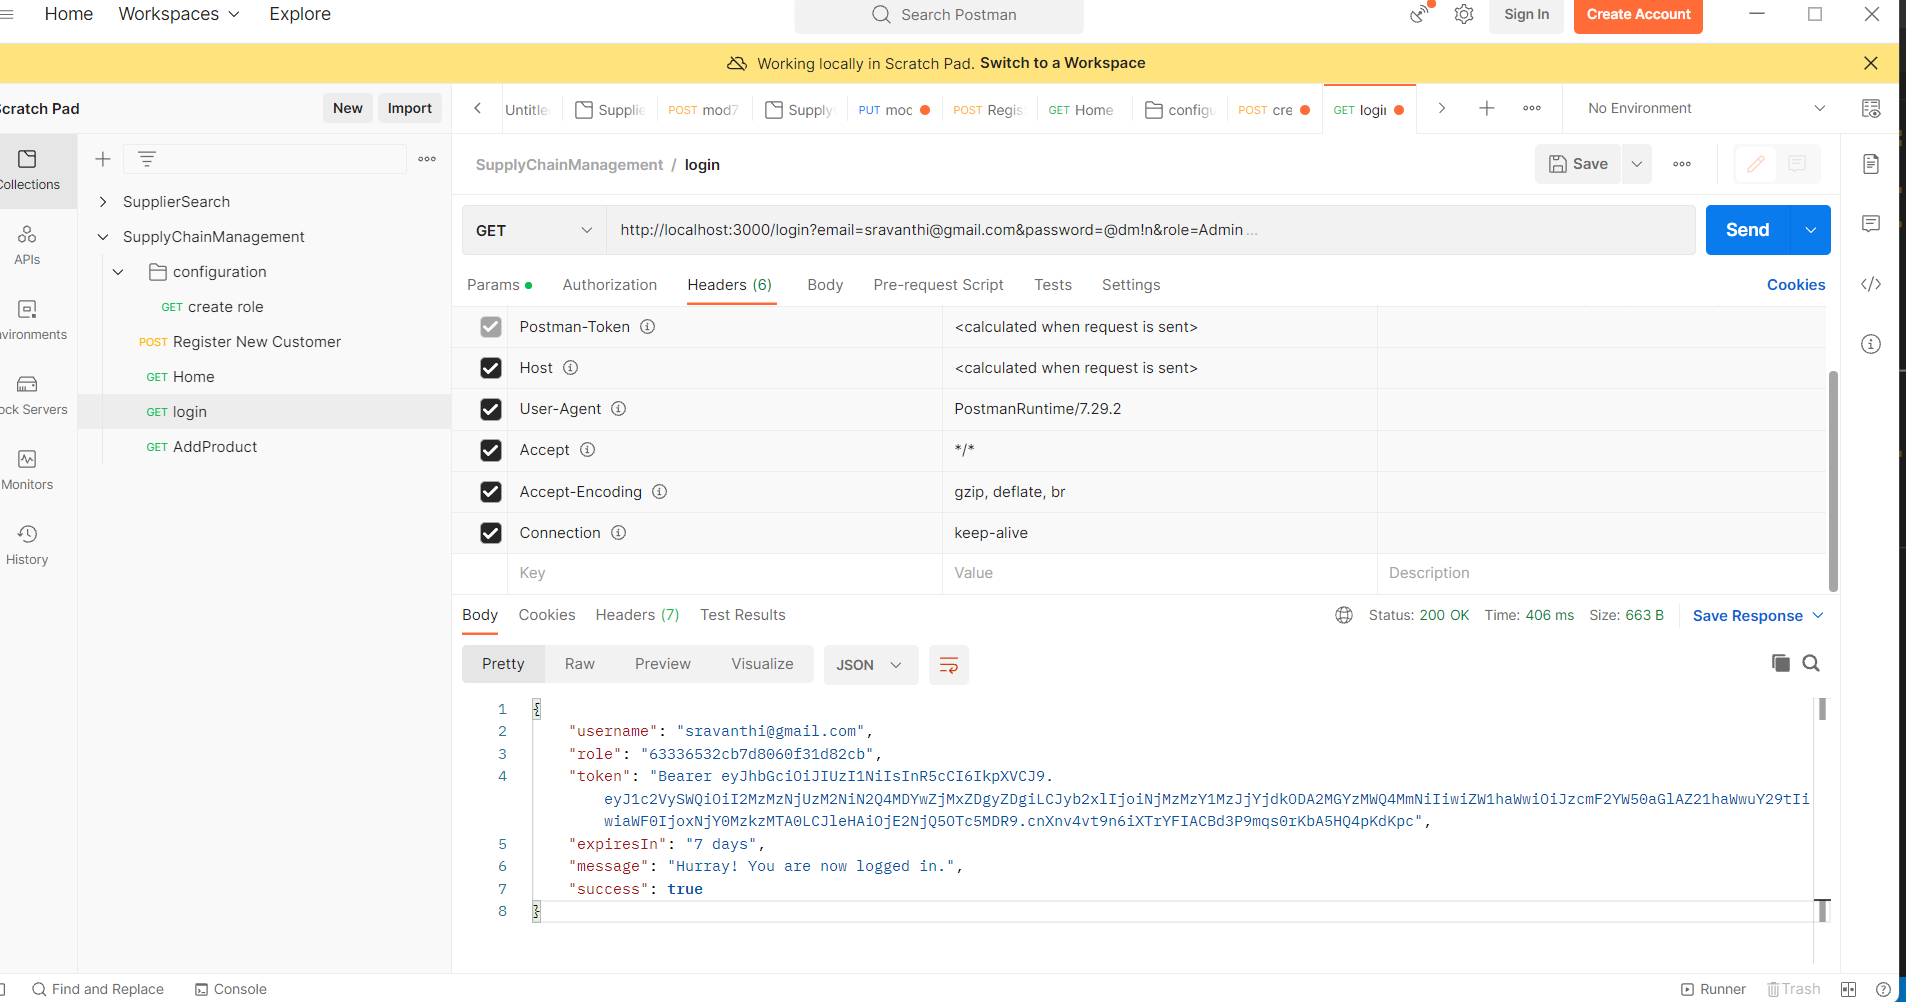 Home Workspaces Explore Search Postman Sign In Create Account
Working locally in Scratch Pad. Switch to a Workspace
cratch Pad New Import Untitle Supplie POST mod7 Supply PUT moc POST Regis GET Home configu POST cre GET logi No Environment
Collections
APIs
vironments
ock Servers
Monitors
History
SupplierSearch
SupplyChainManagement
configuration
GET create role
POST Register New Customer
GET Home
GET login
GET AddProduct
SupplyChainManagement / login Save
GET http://localhost:3000/login?email=sravanthi@gmail.com&password=@dm!n&role=Admin ... Send
Params Authorization Headers (6) Body Pre-request Script Tests Settings Cookies
Postman-Token <calculated when request is sent>
Host <calculated when request is sent>
User-Agent PostmanRuntime/7.29.2
Accept */*
Accept-Encoding gzip, deflate, br
Connection keep-alive
Key Value Description
Body Cookies Headers (7) Test Results Status: 200 OK Time: 406 ms Size: 663 B Save Response
Pretty Raw Preview Visualize JSON
1 {
2 "username": "sravanthi@gmail.com",
3 "role": "63336532cb7d8060f31d82cb",
4 "token": "Bearer eyJhbGciOiJIUzI1NiIsInR5cCI6IkpXVCJ9.
eyJ1c2VySWQiOiI2MzMzNjUzM2NiN2Q4MDYwZjMxZDgyZDgiLCJyb2xlIjoiNjMzMzY1MzJjYjdkODA2MGYzMWQ4MmNiIiwiZW1haWwiOiJzcmF2YW50aGlAZ21haWwuY29tIi
wiaWF0IjoxNjY0MzkzMTA0LCJleHAiOjE2NjQ5OTc5MDR9.cnXnv4vt9n6iXTrYFIACBd3P9mqs0rKbA5HQ4pKdKpc",
5 "expiresIn": "7 days",
6 "message": "Hurray! You are now logged in.",
7 "success": true
8 }
Find and Replace Console Runner Trash